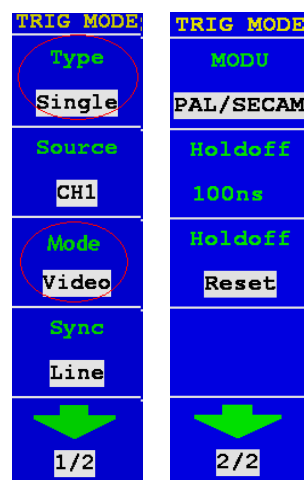 TRIG MODE
Type
Single
Source
CH1
Mode
Video
Sync
Line
1/2
TRIG MODE
MODU
PAL/SECAM
Holdoff
100ns
Holdoff
Reset
2/2